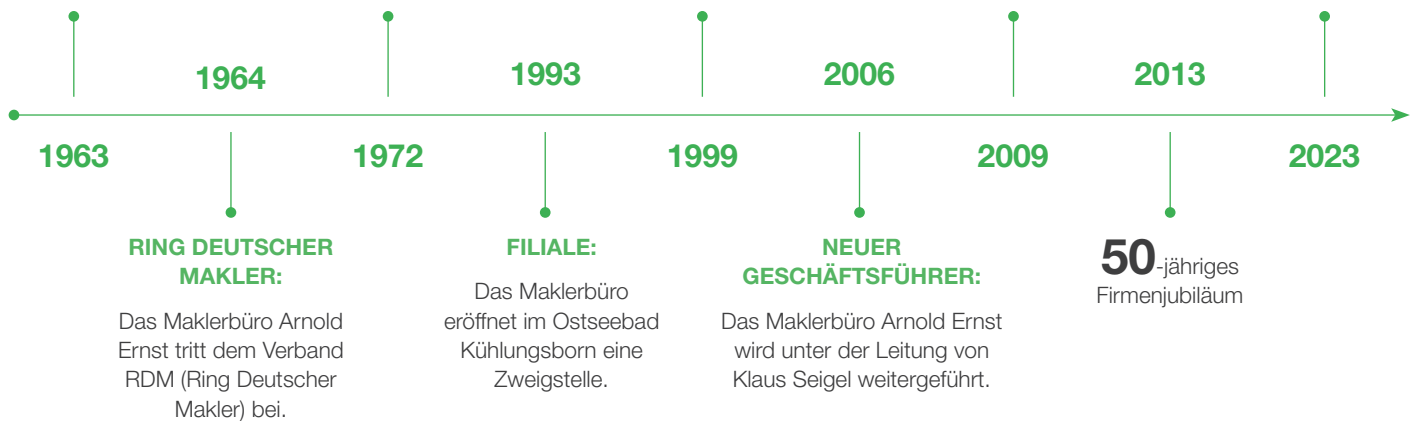 1964
1993
2006
2013
1963
1972
1999
2009
2023
RING DEUTSCHER
MAKLER:
Das Maklerbüro Arnold
Ernst tritt dem Verband
RDM (Ring Deutscher
Makler) bei.
FILIALE:
Das Maklerbüro
eröffnet im Ostseebad
Kühlungsborn eine
Zweigstelle.
NEUER
GESCHÄFTSFÜHRER:
Das Maklerbüro Arnold Ernst
wird unter der Leitung von
Klaus Seigel weitergeführt.
50-jähriges
Firmenjubiläum